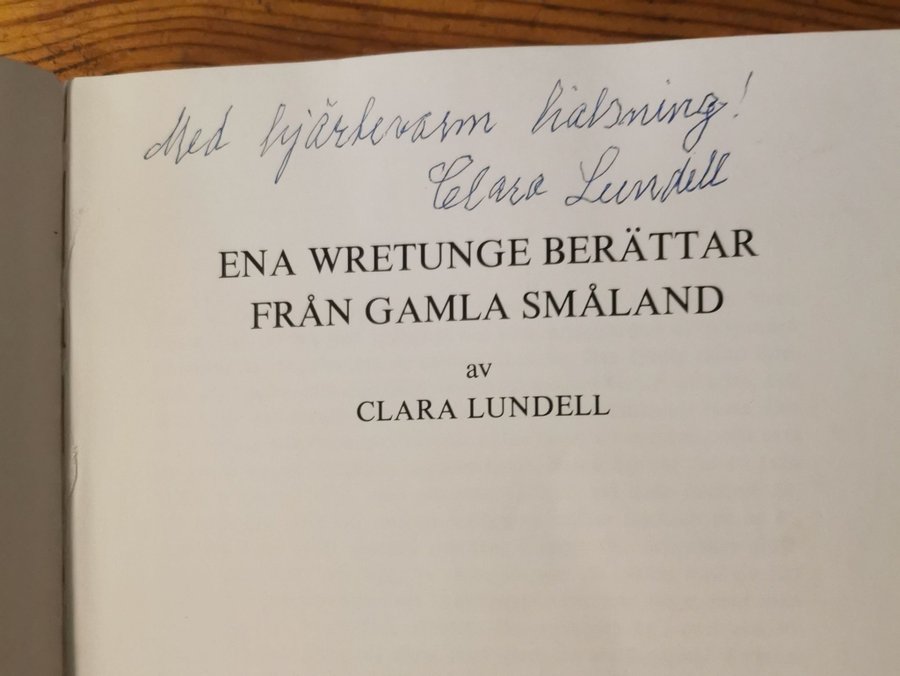 Med hjärtevarm hälsning!
Clara Lundell
ENA WRETUNGE BERÄTTAR
FRÅN GAMLA SMÅLAND
av
CLARA LUNDELL